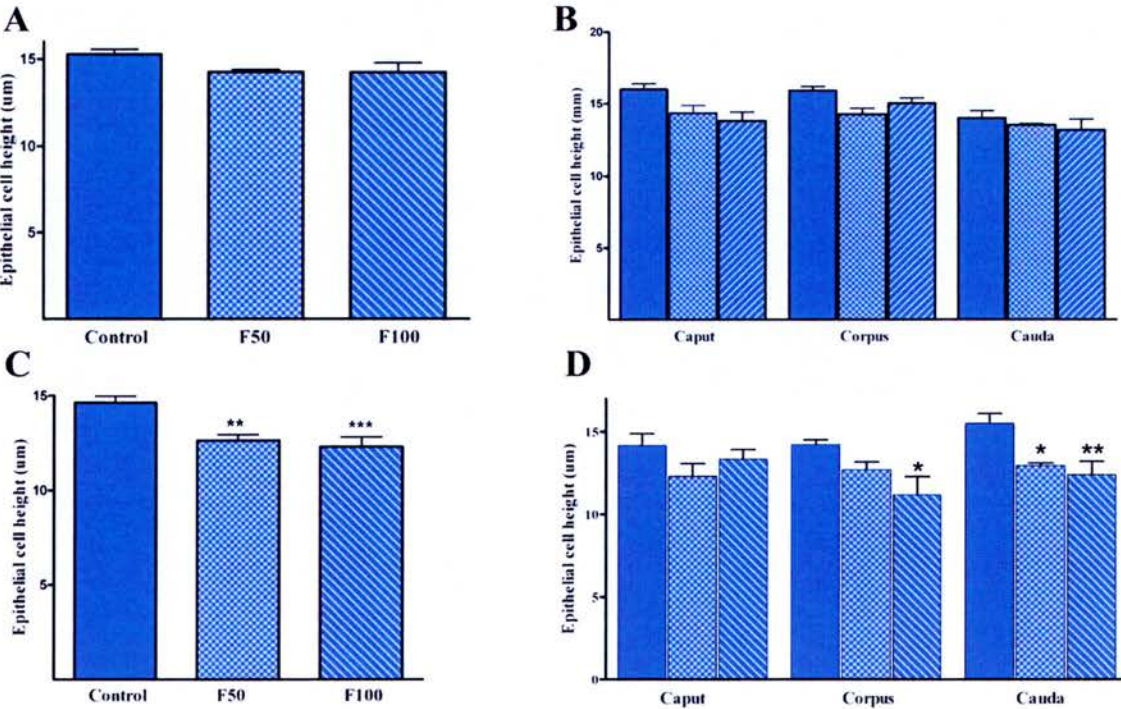 A
Epithelial cell height (um)
15
10
5
Control F50 F100
B
Epithelial cell height (mm)
20
15
10
5
Caput Corpus Cauda
C
Epithelial cell height (um)
15
10
5
** ***
Control F50 F100
D
Epithelial cell height (um)
15
10
5
0
* * **
Caput Corpus Cauda